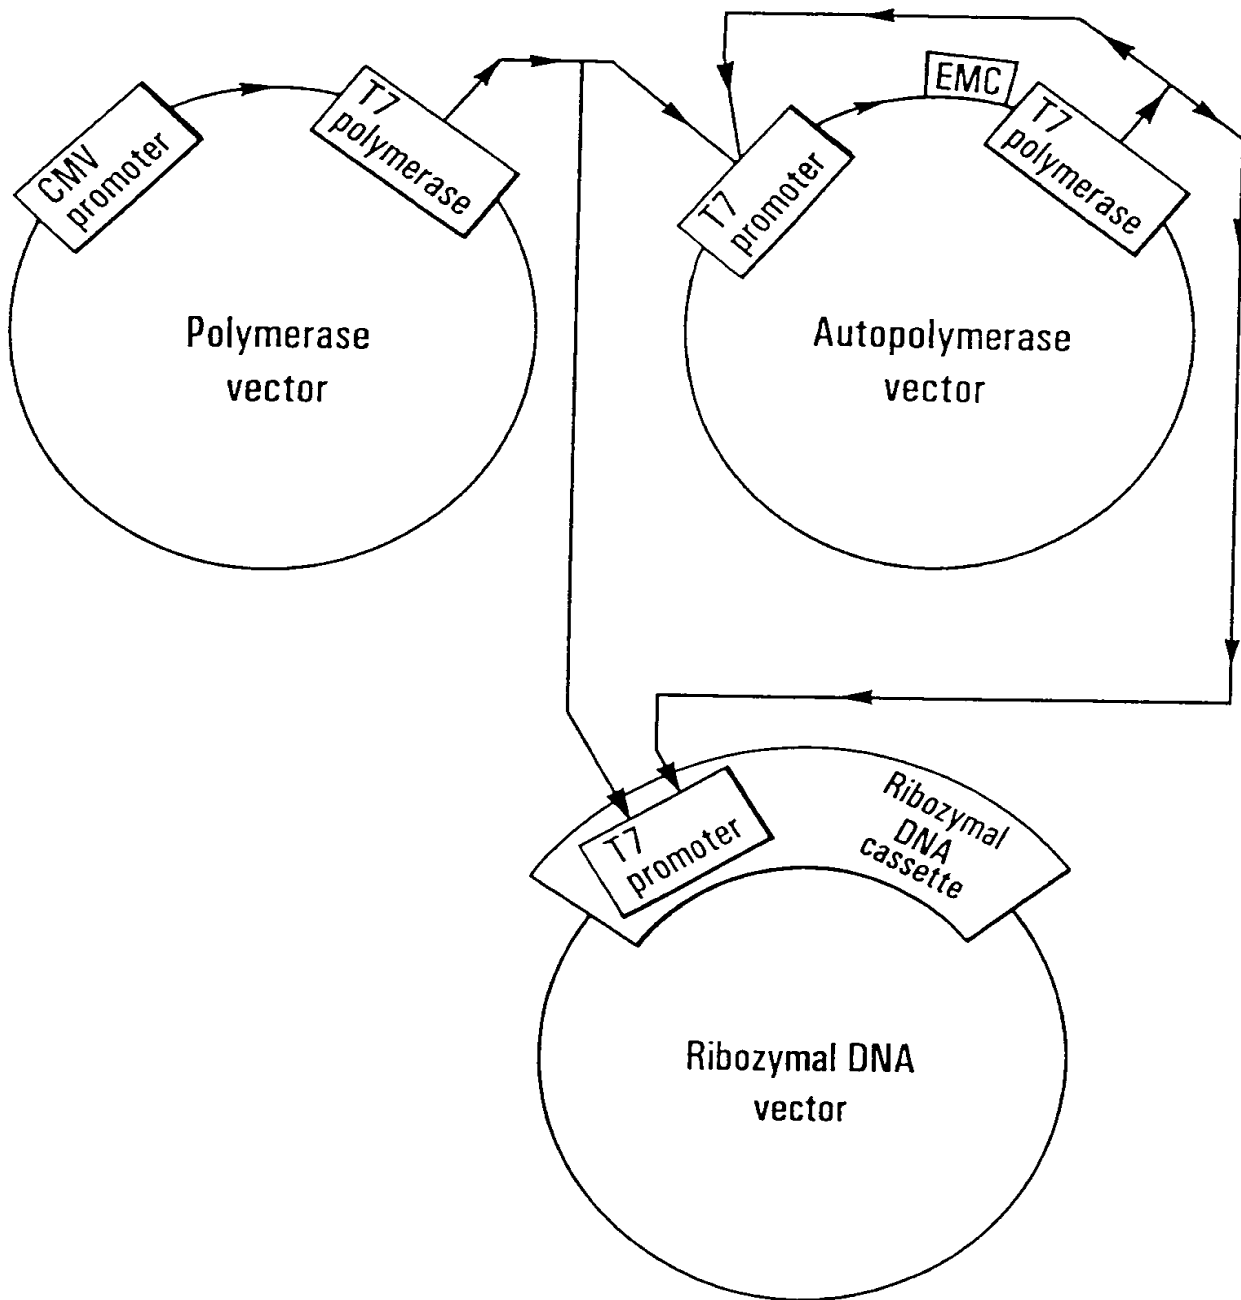 CMV
promoter
T7
polymerase
Polymerase
vector
T7
promoter
EMC
T7
polymerase
Autopolymerase
vector
T7
promoter
Ribozymal
DNA
cassette
Ribozymal DNA
vector